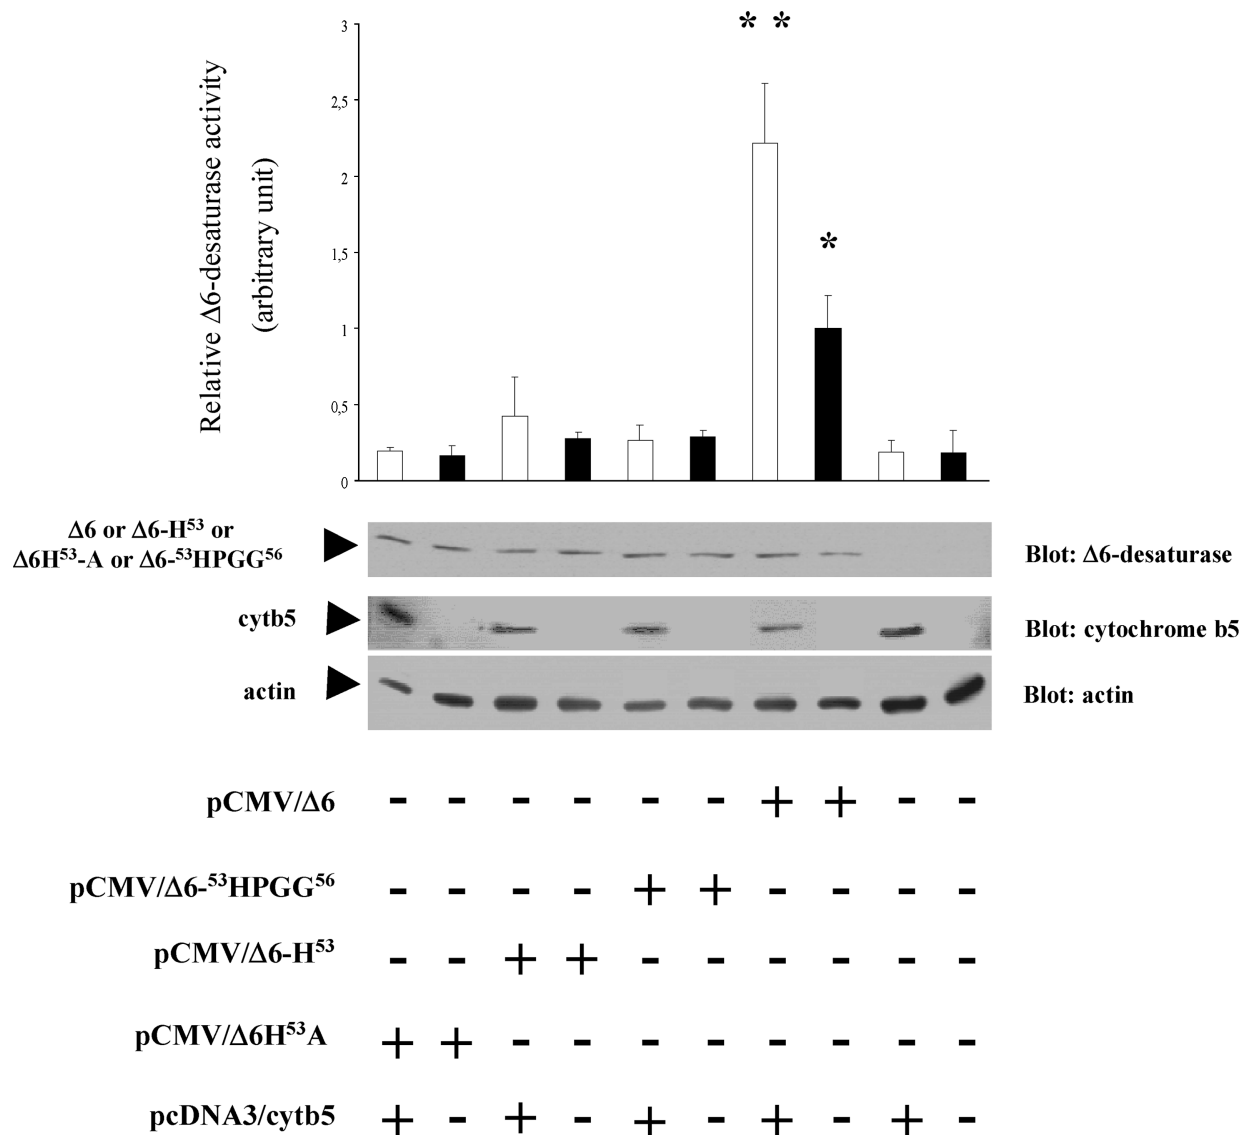 3
* *
2,5
2
1,5
*
1
0,5
0
Relative Δ6-desaturase activity
(arbitrary unit)
Δ6 or Δ6-H⁵³ or
Δ6H⁵³-A or Δ6-⁵³HPGG⁵⁶
Blot: Δ6-desaturase
cytb5
Blot: cytochrome b5
actin
Blot: actin
pCMV/Δ6 - - - - - - + + - -
pCMV/Δ6-⁵³HPGG⁵⁶ - - - - + + - - - -
pCMV/Δ6-H⁵³ - - + + - - - - - -
pCMV/Δ6H⁵³A + + - - - - - - - -
pcDNA3/cytb5 + - + - + - + - + -